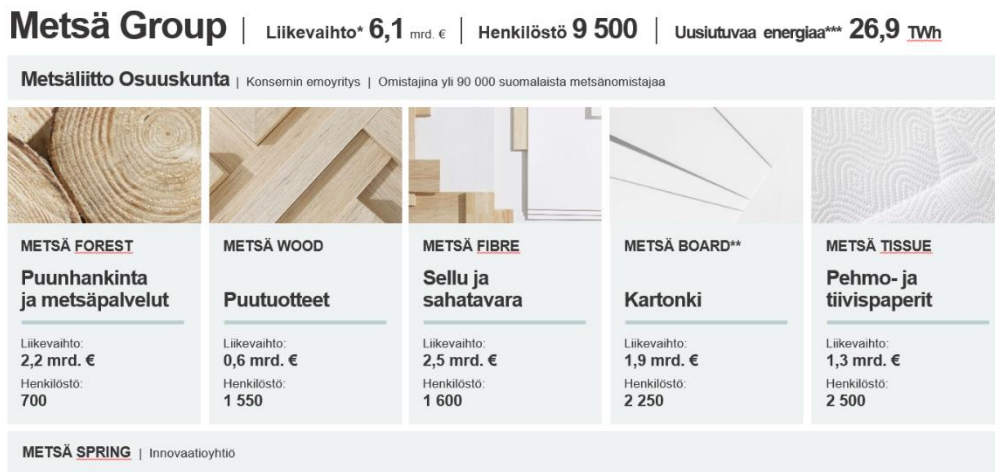 Metsä Group | Liikevaihto* 6,1 mrd. € | Henkilöstö 9 500 | Uusiutuvaa energiaa*** 26,9 TWh
Metsäliitto Osuuskunta | Konsernin emoyritys | Omistajina yli 90 000 suomalaista metsänomistajaa
METSÄ FOREST
Puunhankinta
ja metsäpalvelut
Liikevaihto:
2,2 mrd. €
Henkilöstö:
700
METSÄ WOOD
Puutuotteet
Liikevaihto:
0,6 mrd. €
Henkilöstö:
1 550
METSÄ FIBRE
Sellu ja
sahatavara
Liikevaihto:
2,5 mrd. €
Henkilöstö:
1 600
METSÄ BOARD**
Kartonki
Liikevaihto:
1,9 mrd. €
Henkilöstö:
2 250
METSÄ TISSUE
Pehmo- ja
tiivispaperit
Liikevaihto:
1,3 mrd. €
Henkilöstö:
2 500
METSÄ SPRING | Innovaatioyhtiö